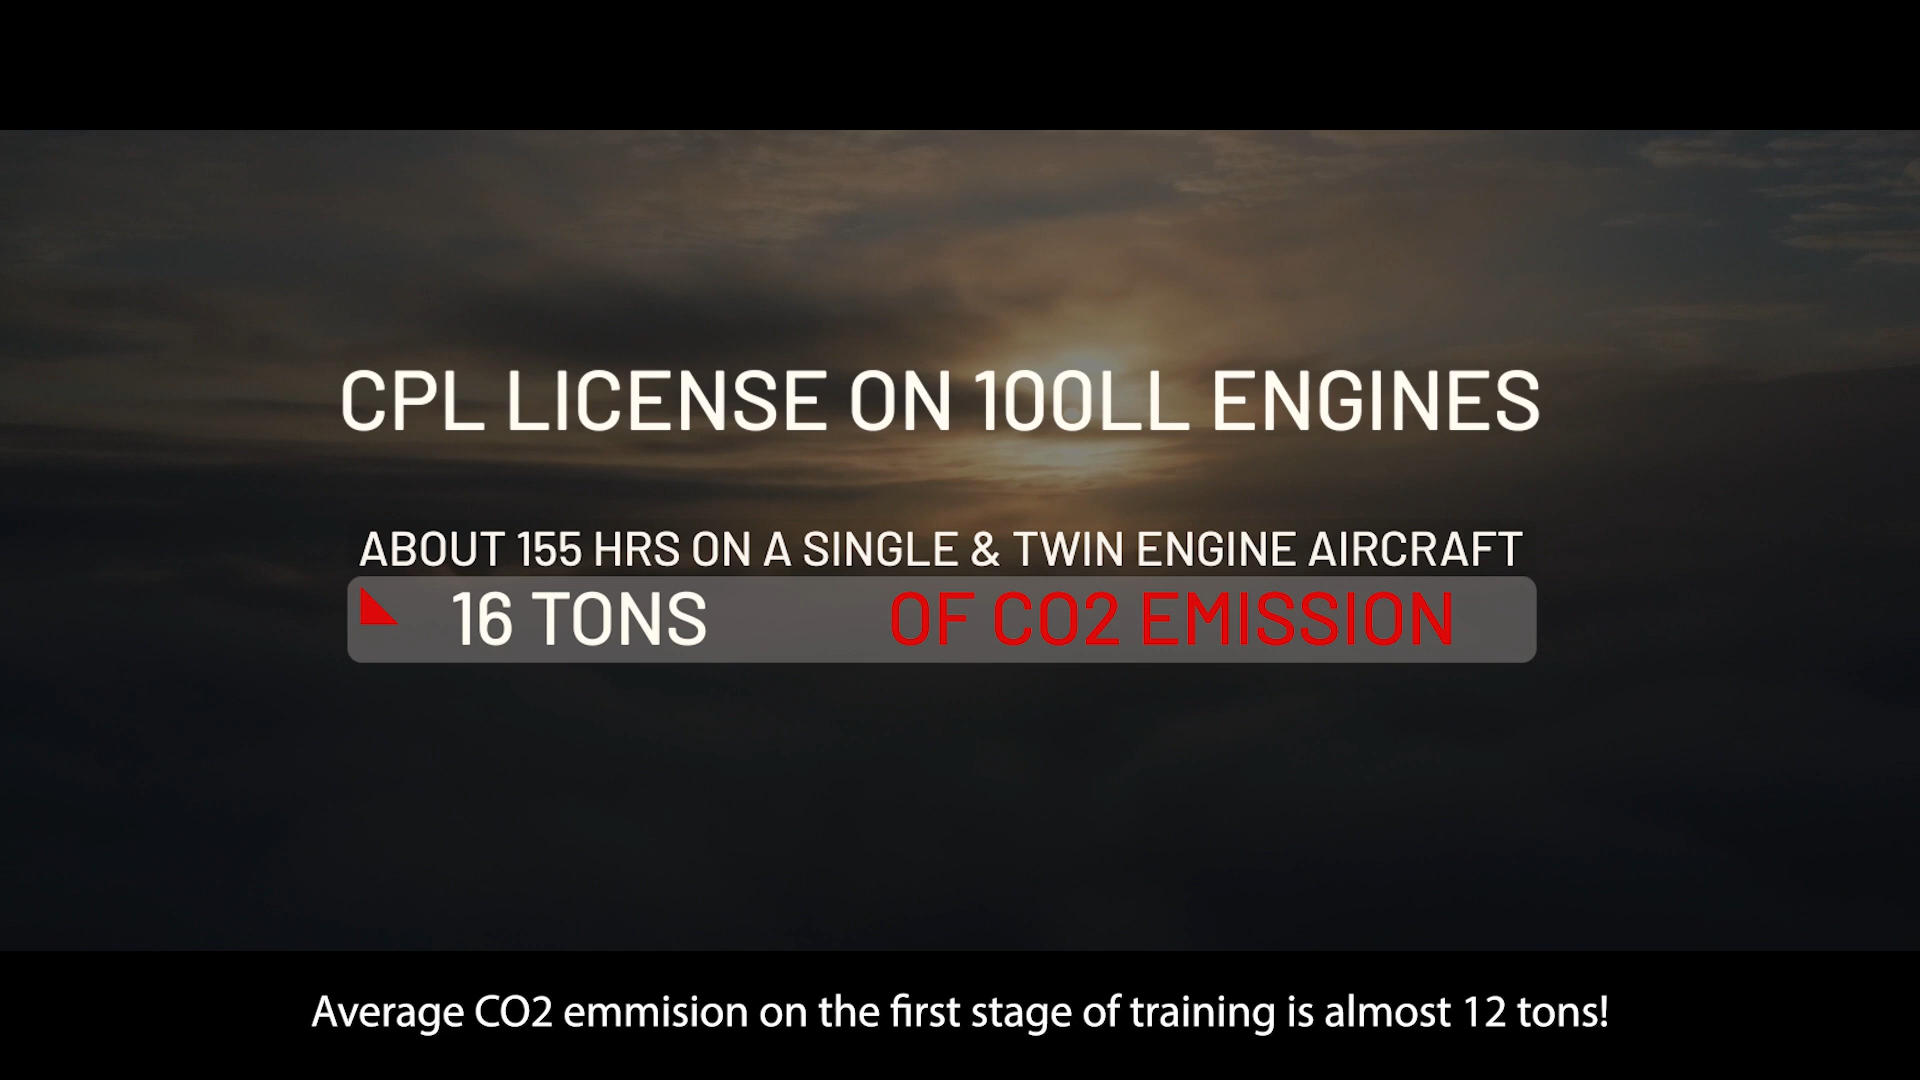 CPL LICENSE ON 100LL ENGINES
ABOUT 155 HRS ON A SINGLE & TWIN ENGINE AIRCRAFT
16 TONS OF CO2 EMISSION
Average CO2 emmision on the first stage of training is almost 12 tons!